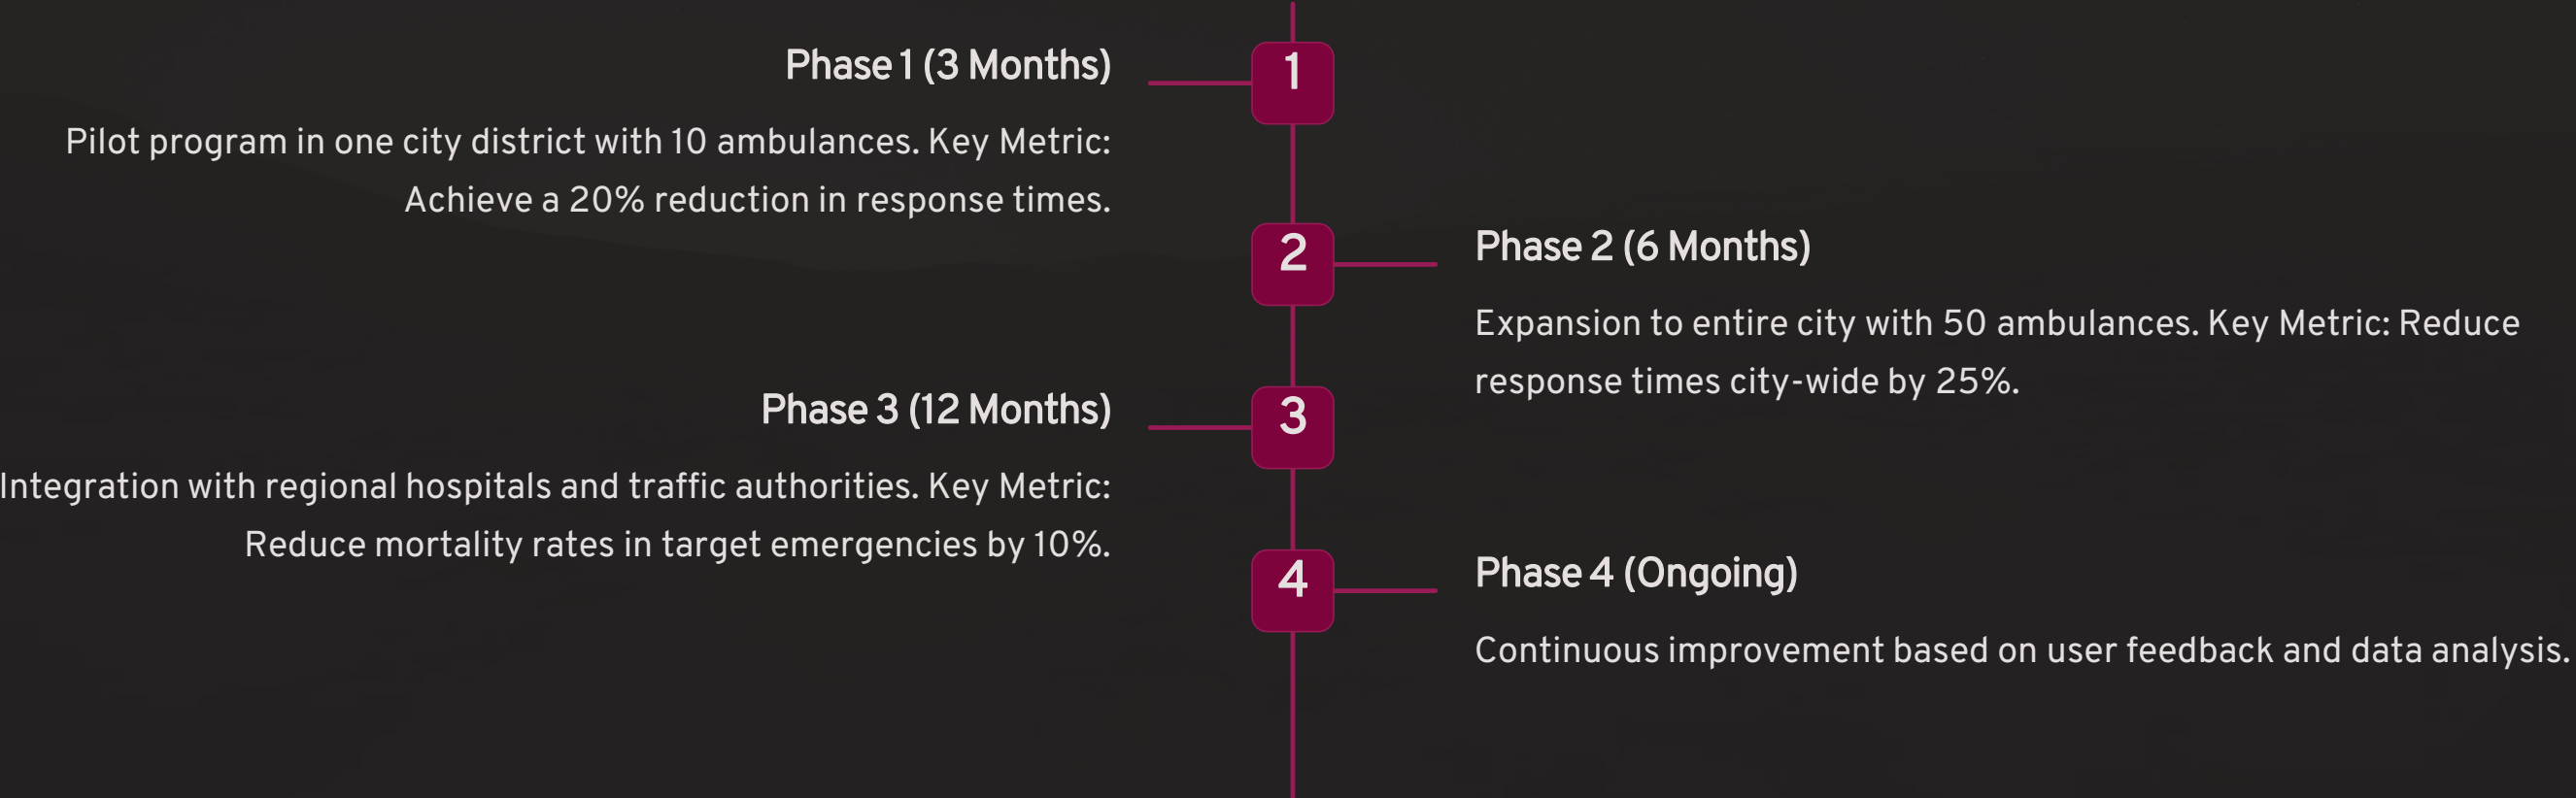 Phase 1 (3 Months)
1
Pilot program in one city district with 10 ambulances. Key Metric:
Achieve a 20% reduction in response times.
2
Phase 2 (6 Months)
Expansion to entire city with 50 ambulances. Key Metric: Reduce
response times city-wide by 25%.
Phase 3 (12 Months)
3
Integration with regional hospitals and traffic authorities. Key Metric:
Reduce mortality rates in target emergencies by 10%.
4
Phase 4 (Ongoing)
Continuous improvement based on user feedback and data analysis.